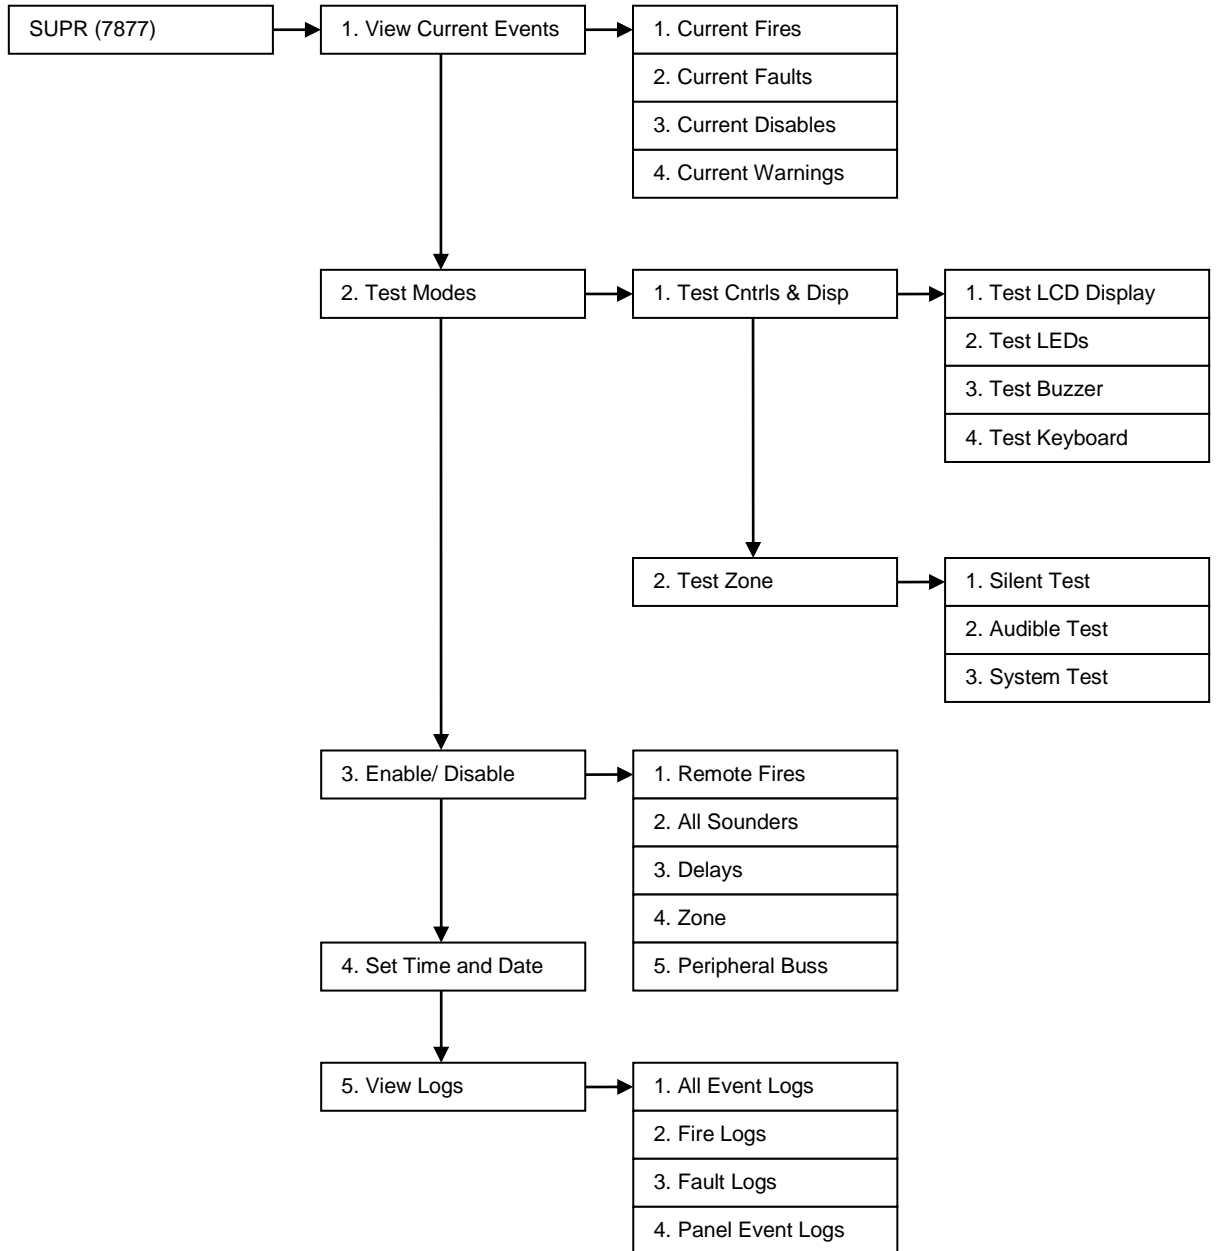 SUPR (7877)
1. View Current Events
1. Current Fires
2. Current Faults
3. Current Disables
4. Current Warnings
2. Test Modes
1. Test Cntrls & Disp
1. Test LCD Display
2. Test LEDs
3. Test Buzzer
4. Test Keyboard
2. Test Zone
1. Silent Test
2. Audible Test
3. System Test
3. Enable/ Disable
1. Remote Fires
2. All Sounders
3. Delays
4. Zone
5. Peripheral Buss
4. Set Time and Date
5. View Logs
1. All Event Logs
2. Fire Logs
3. Fault Logs
4. Panel Event Logs